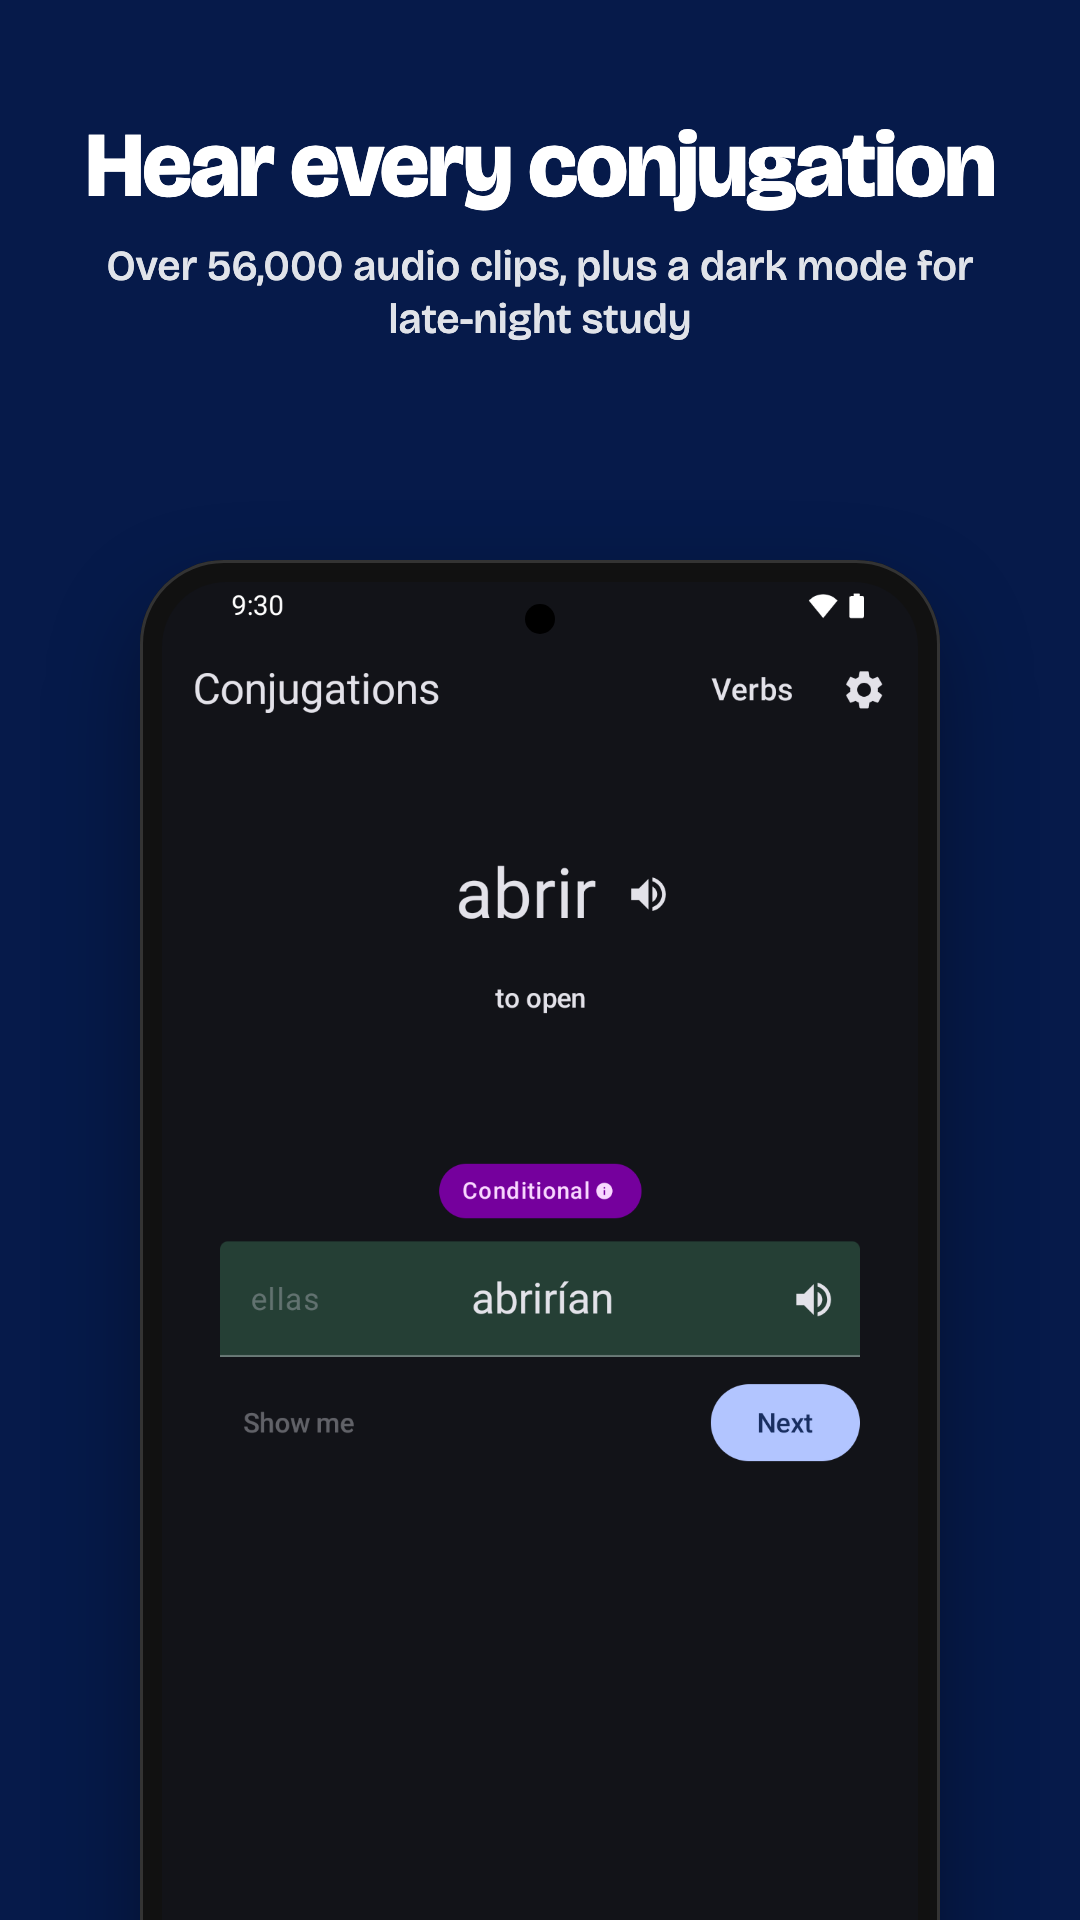 Hear every conjugation
Over 56,000 audio clips, plus a dark mode for
late-night study
9:30
Conjugations
Verbs
abrir
to open
Conditional
ellas
abrirían
Show me
Next